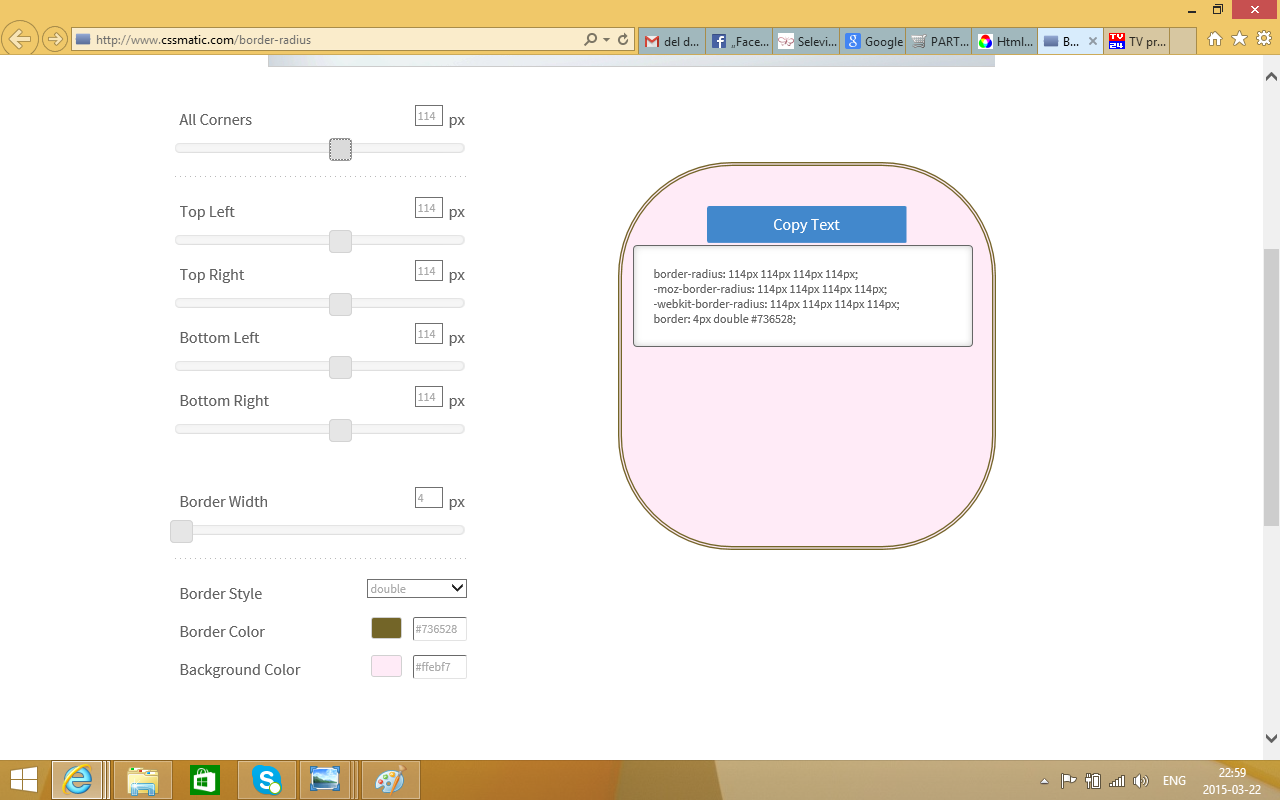 http://www.cssmatic.com/border-radius
del d...
„Face...
Selevi...
Google
PART...
Html...
B...
TV 24
TV pr...
All Corners
114 px
Top Left
114 px
Top Right
114 px
Bottom Left
114 px
Bottom Right
114 px
Border Width
4 px
Border Style
double
Border Color
#736528
Background Color
#ffebf7
Copy Text
border-radius: 114px 114px 114px 114px;
-moz-border-radius: 114px 114px 114px 114px;
-webkit-border-radius: 114px 114px 114px 114px;
border: 4px double #736528;
ENG
22:59
2015-03-22